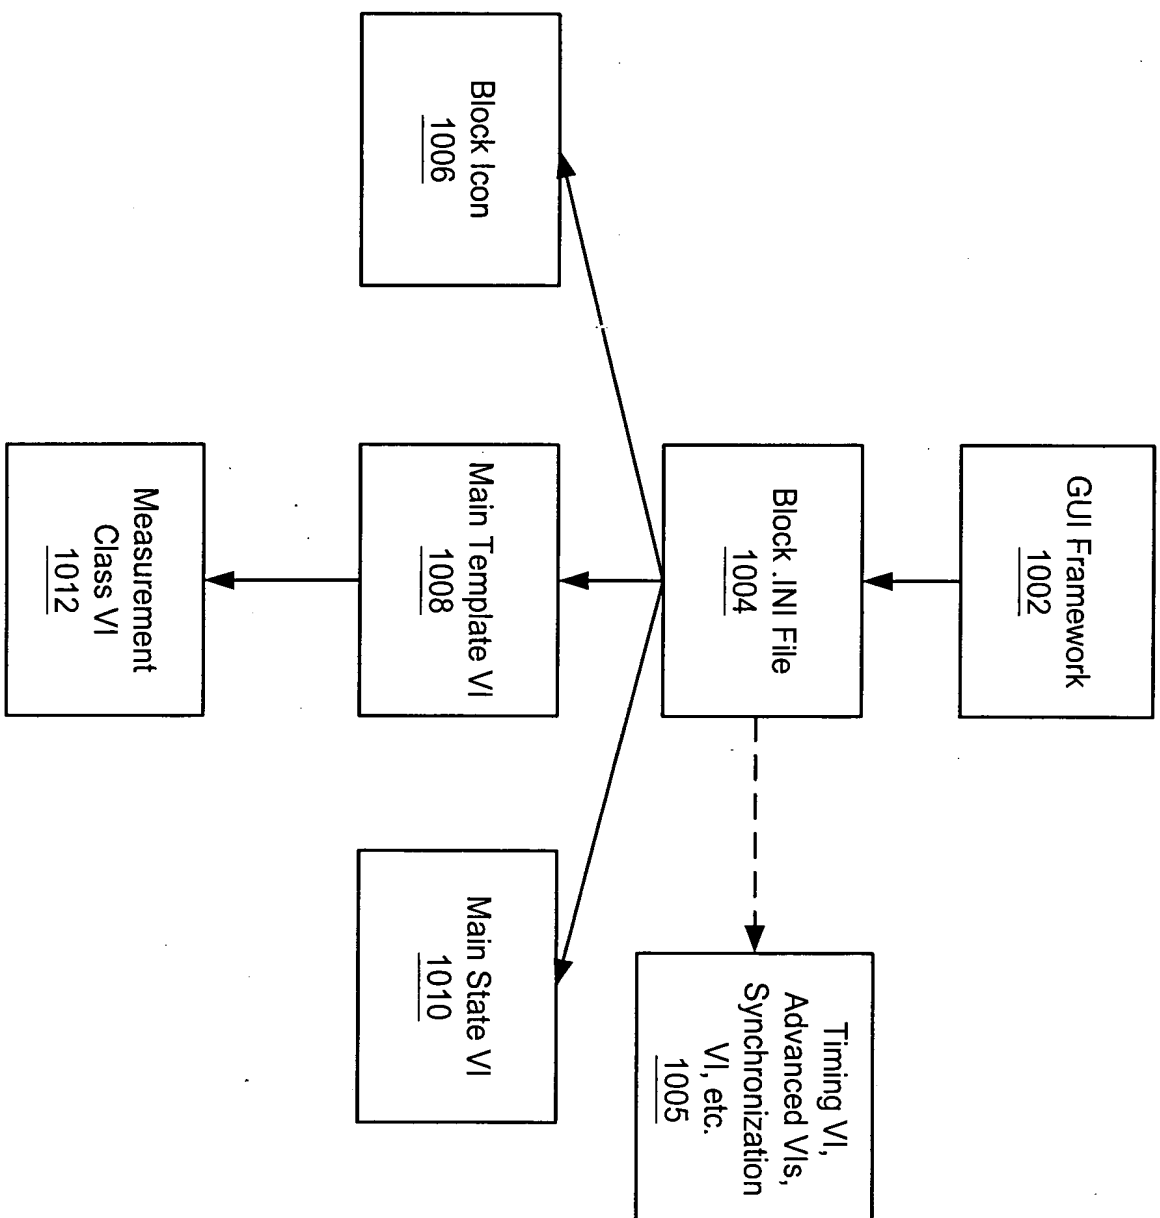 GUI Framework
1002
Block .INI File
1004
Timing VI,
Advanced VIs,
Synchronization
VI, etc.
1005
Block Icon
1006
Main Template VI
1008
Main State VI
1010
Measurement
Class VI
1012